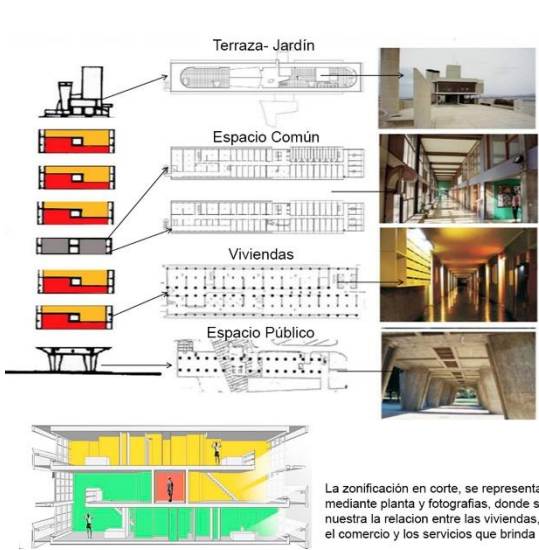 Terraza- Jardín
Espacio Común
Viviendas
Espacio Público
La zonificación en corte, se representa
mediante planta y fotografias, donde s
nuestra la relacion entre las viviendas,
el comercio y los servicios que brinda